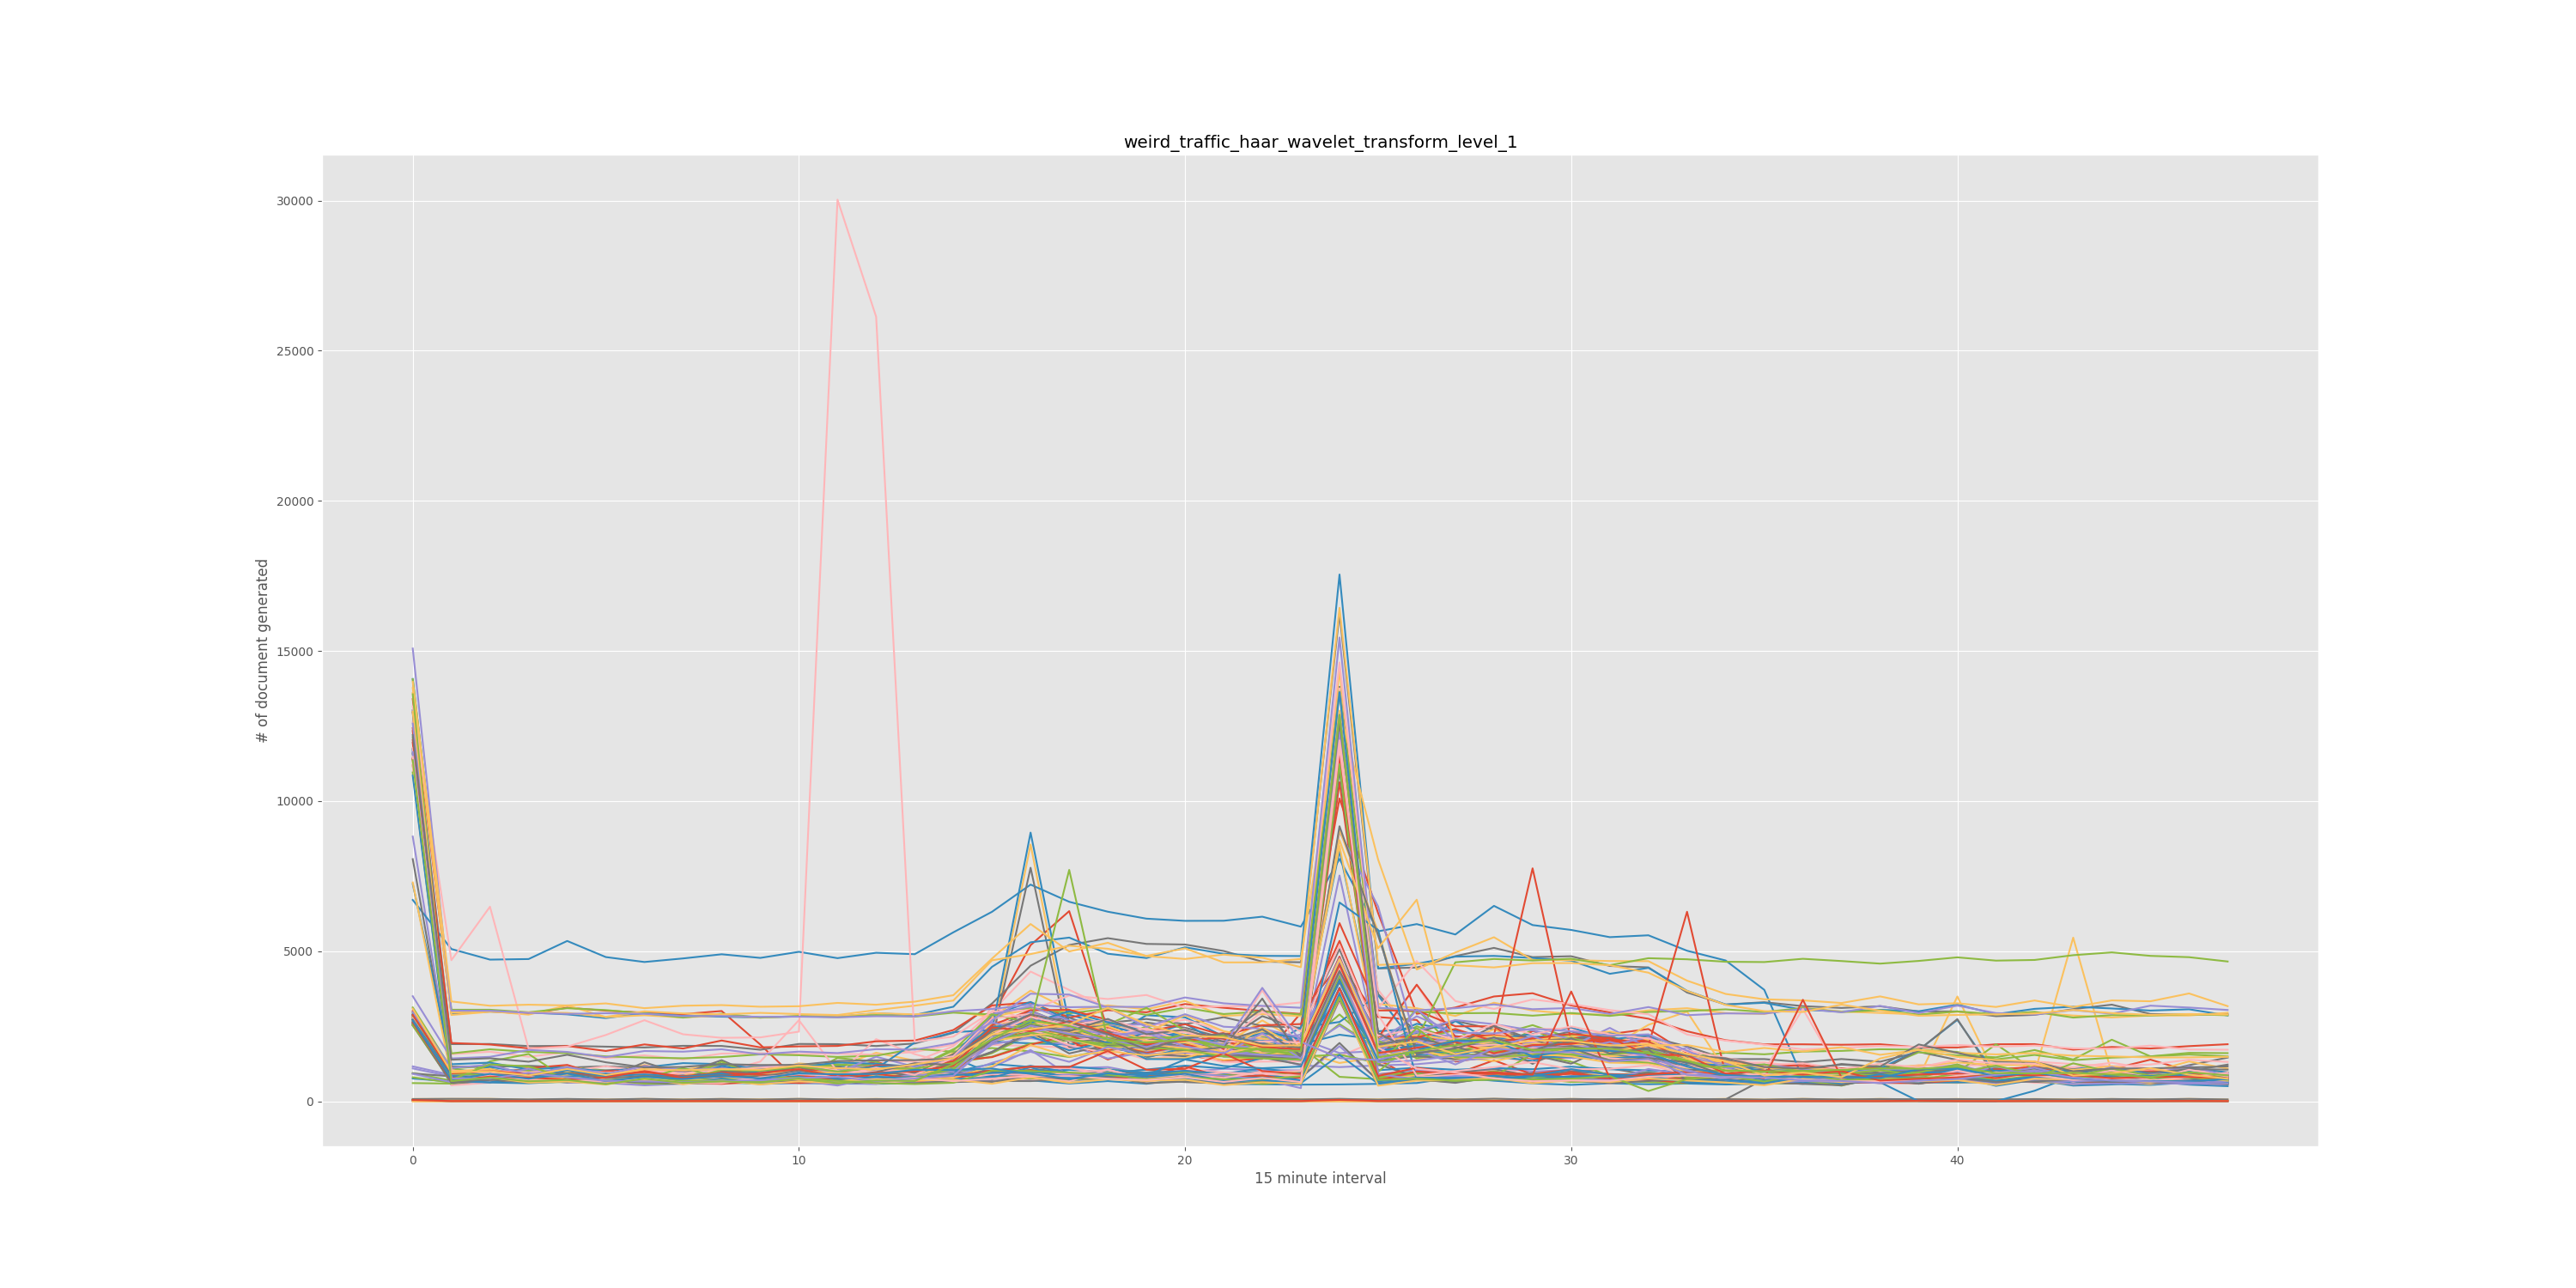 weird_traffic_haar_wavelet_transform_level_1
30000
25000
20000
15000
10000
5000
0
# of document generated
0 10 20 30 40
15 minute interval